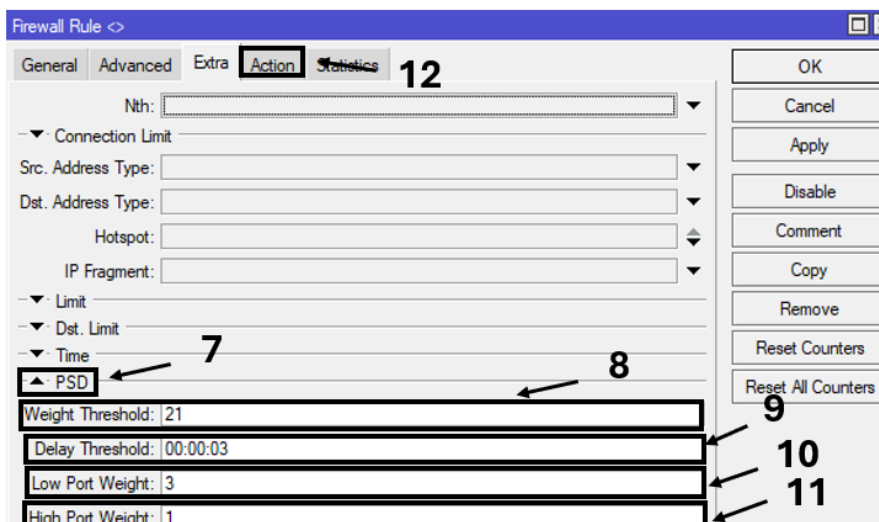 Firewall Rule <>
General Advanced Extra Action Statistics 12
OK
Nth:
Cancel
Connection Limit
Apply
Src. Address Type:
Dst. Address Type:
Disable
Hotspot:
Comment
IP Fragment:
Copy
Limit
Remove
Dst. Limit
Time 7
Reset Counters
8
PSD
Reset All Counters
Weight Threshold: 21
9
Delay Threshold: 00:00:03
10
Low Port Weight: 3
11
High Port Weight: 1